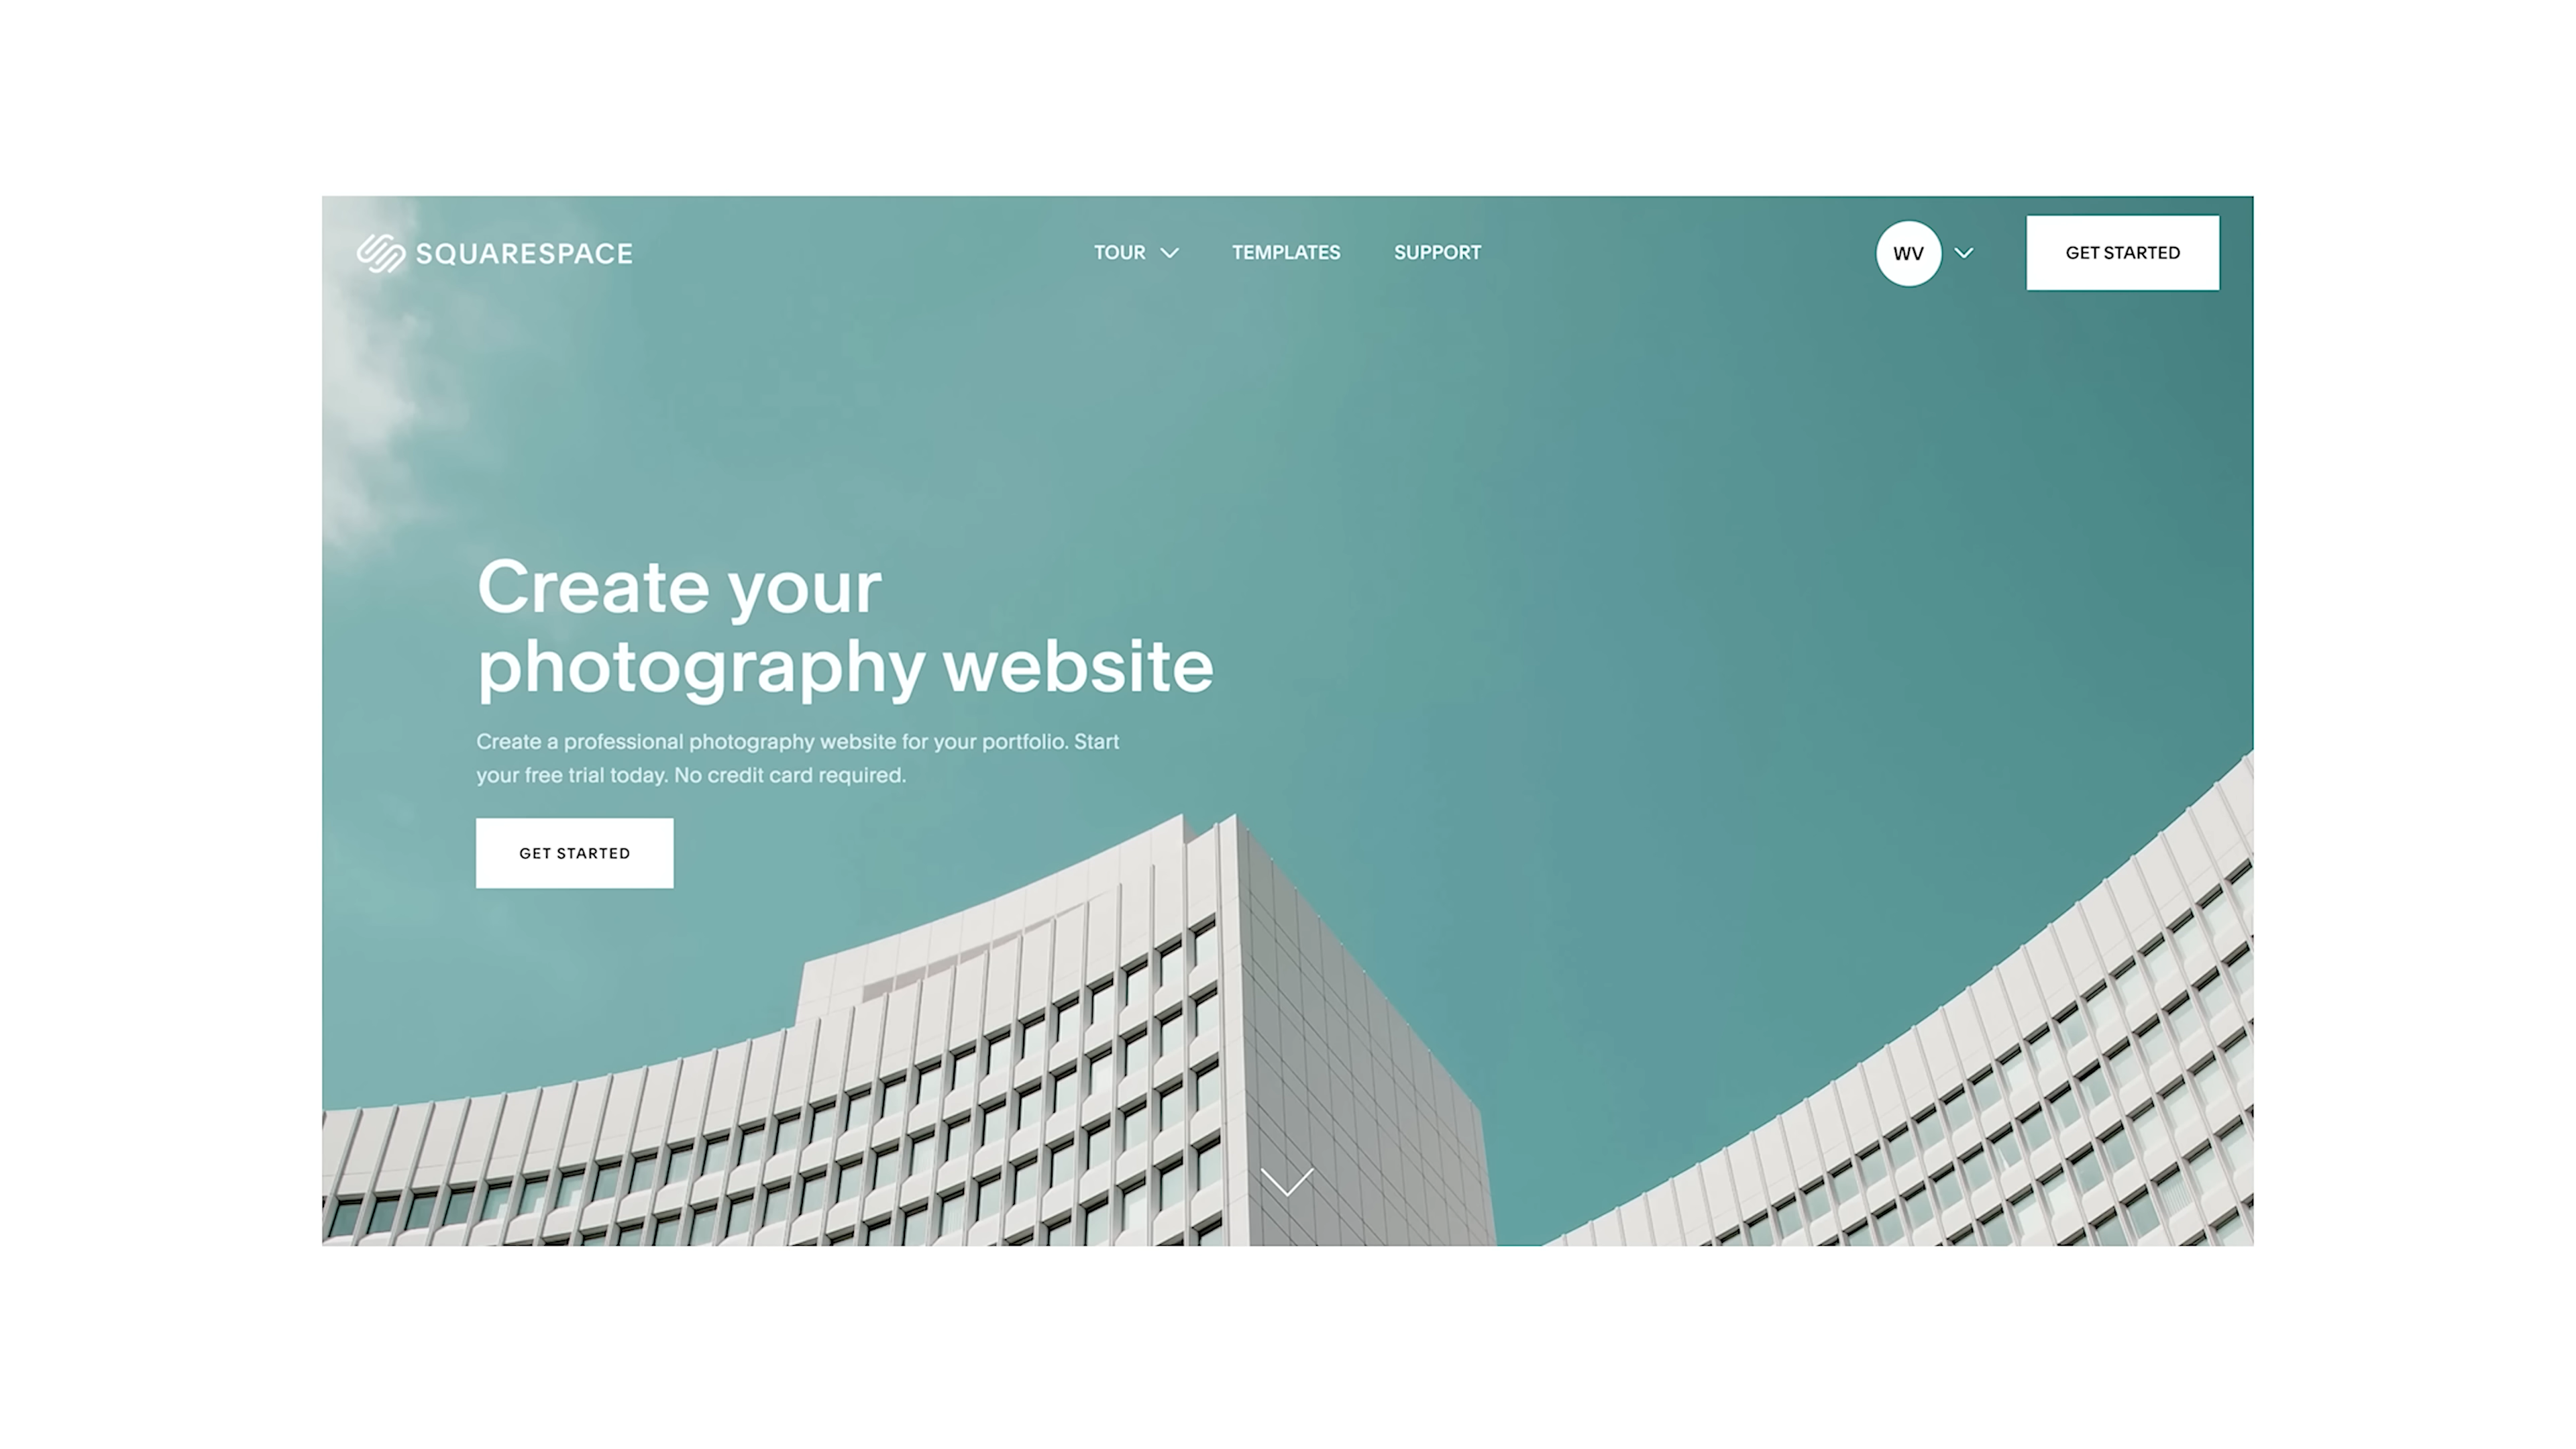 SQUARESPACE
TOUR
TEMPLATES
SUPPORT
WV
GET STARTED
Create your
photography website
Create a professional photography website for your portfolio. Start
your free trial today. No credit card required.
GET STARTED